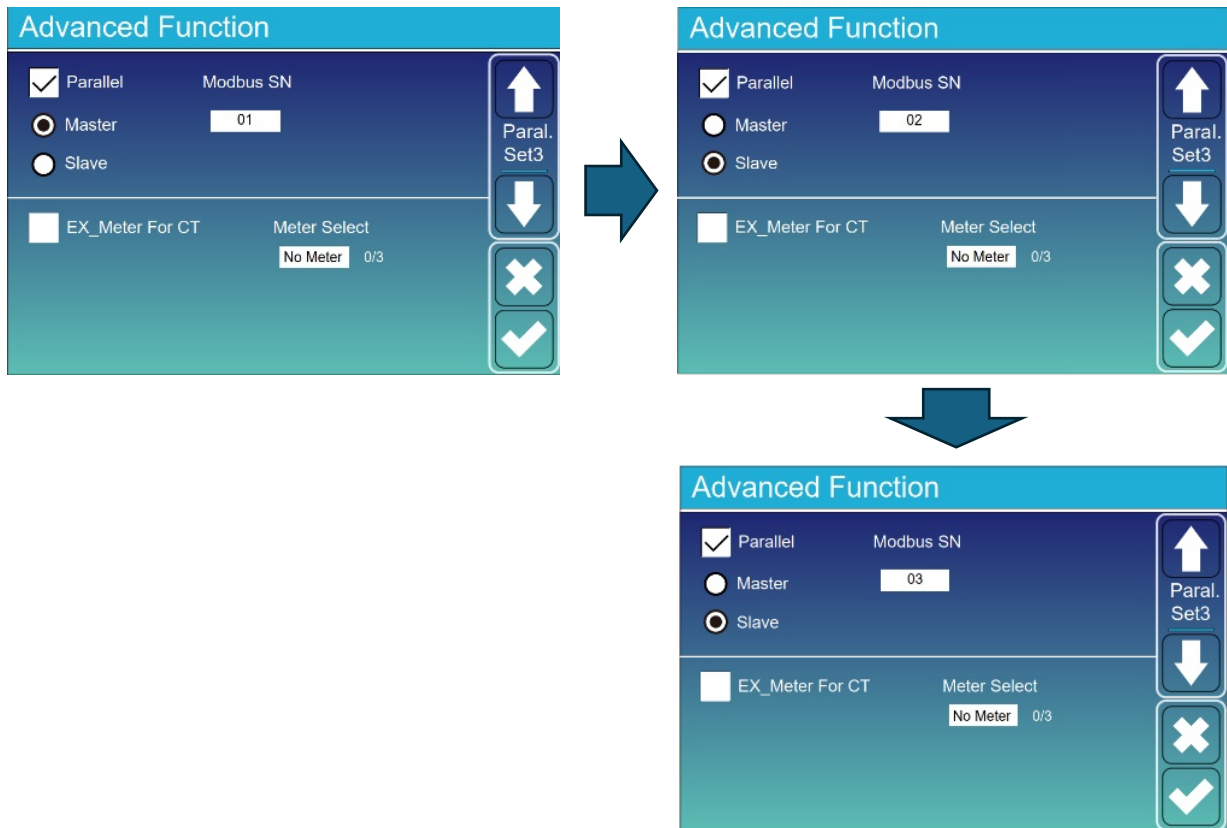 Advanced Function
Parallel Modbus SN
Master 01
Slave
Paral.
Set3
EX_Meter For CT Meter Select
No Meter 0/3
Advanced Function
Parallel Modbus SN
Master 02
Slave
Paral.
Set3
EX_Meter For CT Meter Select
No Meter 0/3
Advanced Function
Parallel Modbus SN
Master 03
Slave
Paral.
Set3
EX_Meter For CT Meter Select
No Meter 0/3